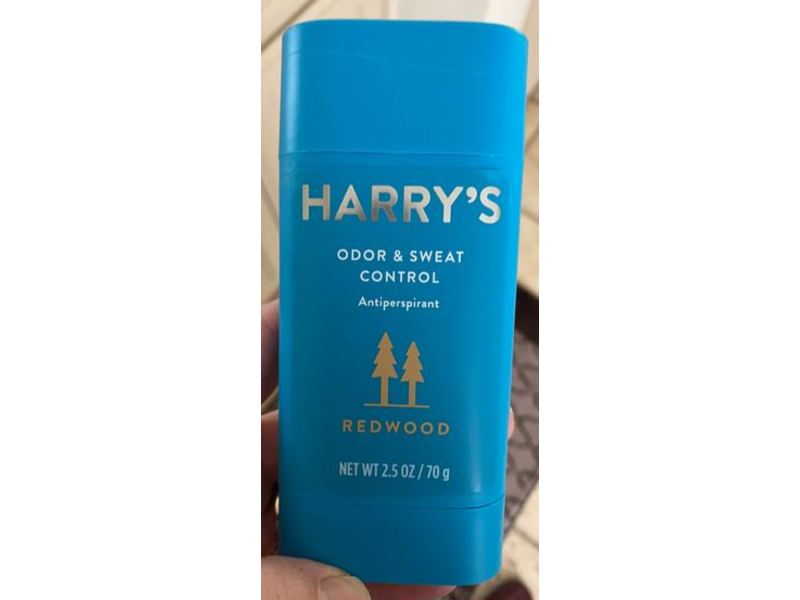 HARRY'S
ODOR & SWEAT
CONTROL
Antiperspirant
REDWOOD
NET WT 2.5 OZ / 70 g